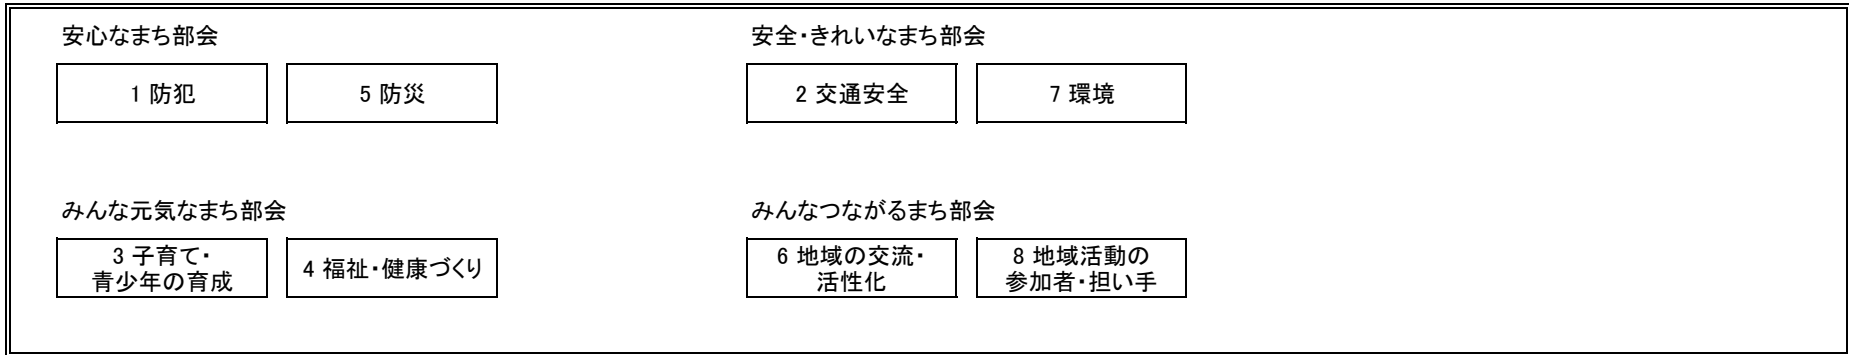 安心なまち部会
1 防犯
5 防災
安全・きれいなまち部会
2 交通安全
7 環境
みんな元気なまち部会
3 子育て・
青少年の育成
4 福祉・健康づくり
みんなつながるまち部会
6 地域の交流・
活性化
8 地域活動の
参加者・担い手